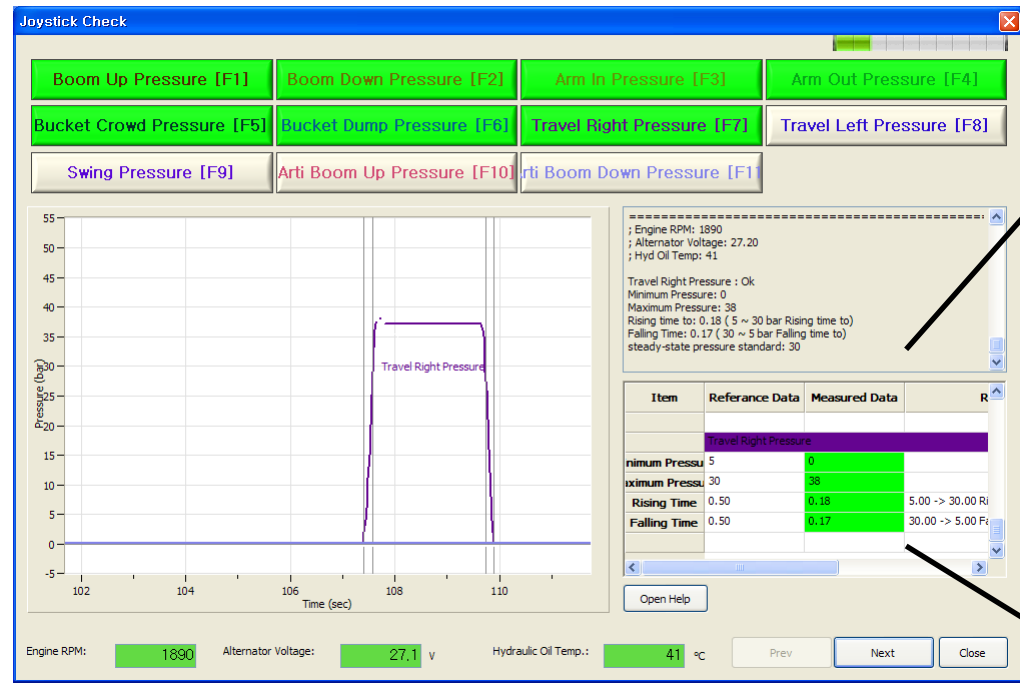 Joystick Check
Boom Up Pressure [F1]
Boom Down Pressure [F2]
Arm In Pressure [F3]
Arm Out Pressure [F4]
Bucket Crowd Pressure [F5]
Bucket Dump Pressure [F6]
Travel Right Pressure [F7]
Travel Left Pressure [F8]
Swing Pressure [F9]
Arti Boom Up Pressure [F10]
rti Boom Down Pressure [F11
55
50
45
40
35
30
25
20
15
10
5
0
-5
Pressure (bar)
Travel Right Pressure
102
104
106
108
110
Time (sec)
==============================================
; Engine RPM: 1890
; Alternator Voltage: 27.20
; Hyd Oil Temp: 41
Travel Right Pressure : Ok
Minimum Pressure: 0
Maximum Pressure: 38
Rising time to: 0.18 ( 5 ~ 30 bar Rising time to)
Falling Time: 0.17 ( 30 ~ 5 bar Falling time to)
steady-state pressure standard: 30
Item Referance Data Measured Data R
Travel Right Pressure
nimum Pressu 5 0
ximum Pressu 30 38
Rising Time 0.50 0.18 5.00 -> 30.00 Ri
Falling Time 0.50 0.17 30.00 -> 5.00 Fa
Open Help
Engine RPM: 1890
Alternator Voltage: 27.1 V
Hydraulic Oil Temp.: 41 ℃
Prev
Next
Close